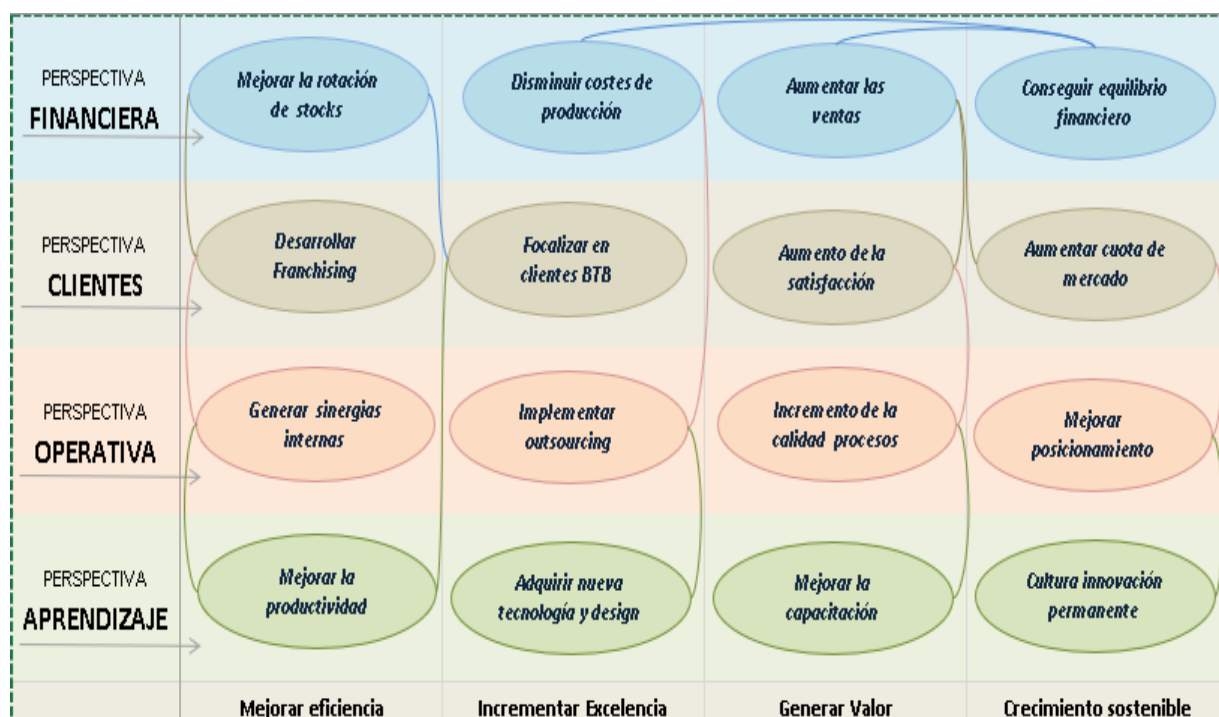 PERSPECTIVA
FINANCIERA
Mejorar la rotación
de stocks
Disminuir costes de
producción
Aumentar las
ventas
Conseguir equilibrio
financiero
PERSPECTIVA
CLIENTES
Desarrollar
Franchising
Focalizar en
clientes BTB
Aumento de la
satisfacción
Aumentar cuota de
mercado
PERSPECTIVA
OPERATIVA
Generar sinergias
internas
Implementar
outsourcing
Incremento de la
calidad procesos
Mejorar
posicionamiento
PERSPECTIVA
APRENDIZAJE
Mejorar la
productividad
Adquirir nueva
tecnología y design
Mejorar la
capacitación
Cultura innovación
permanente
Mejorar eficiencia
Incrementar Excelencia
Generar Valor
Crecimiento sostenible